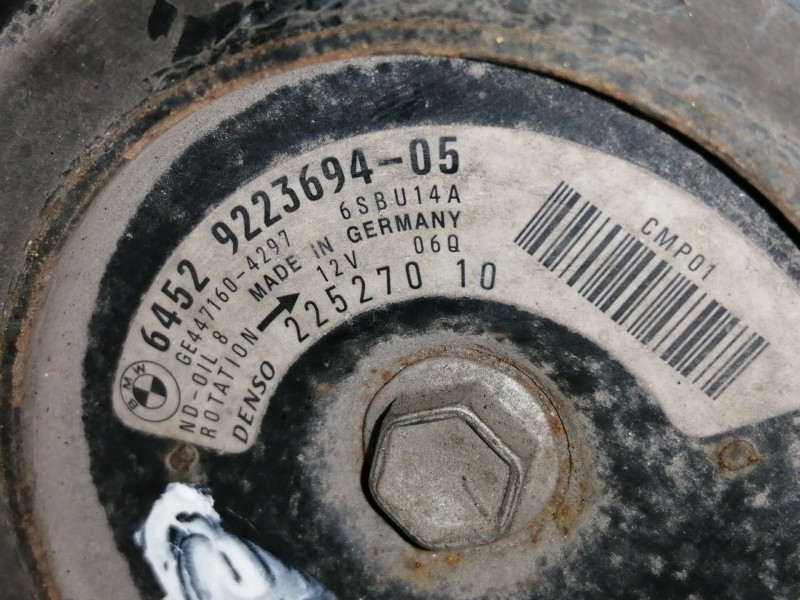 6452 9223694-05
GE447160-4297 6SBU14A
ND-OIL 8 MADE IN GERMANY
ROTATION 12V 06Q
DENSO 225270 10
BMW
CMP01